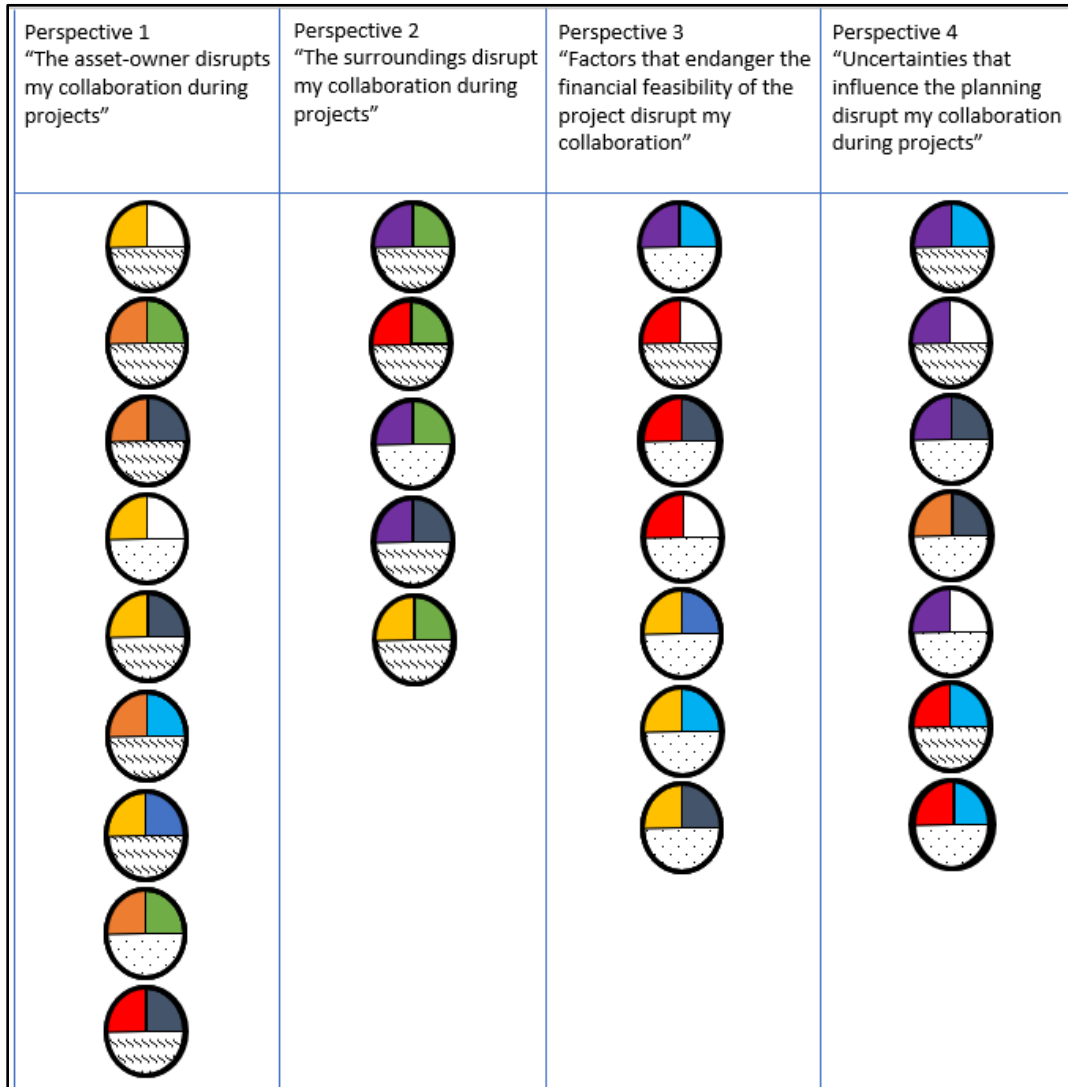 Perspective 1
“The asset-owner disrupts
my collaboration during
projects”
Perspective 2
“The surroundings disrupt
my collaboration during
projects”
Perspective 3
“Factors that endanger the
financial feasibility of the
project disrupt my
collaboration”
Perspective 4
“Uncertainties that
influence the planning
disrupt my collaboration
during projects”